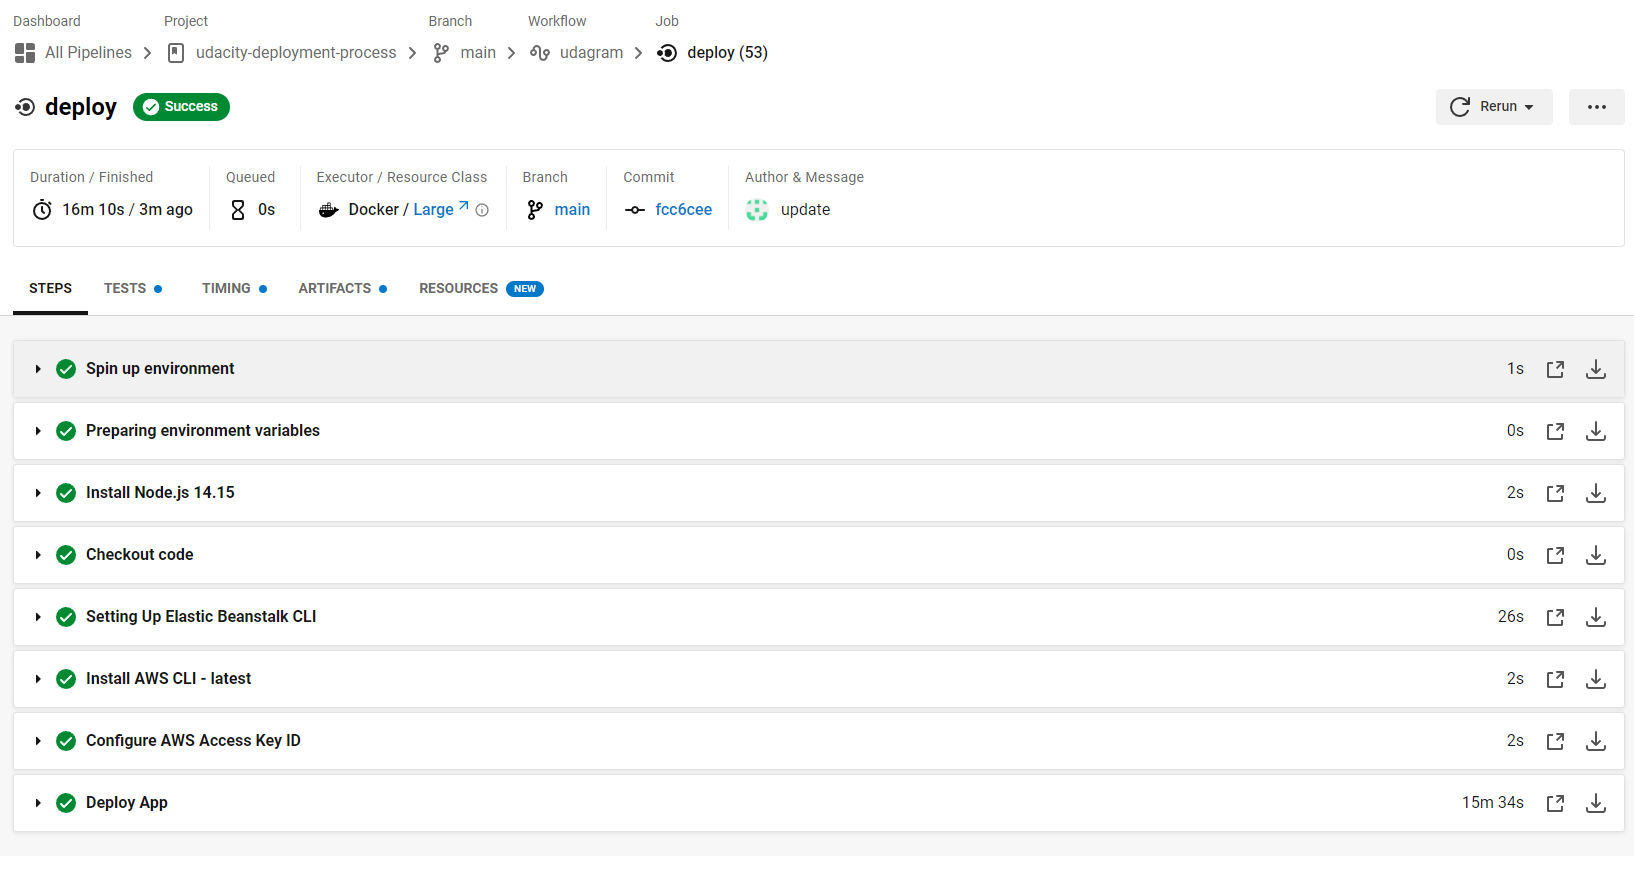 Dashboard Project Branch Workflow Job
All Pipelines udacity-deployment-process main udagram deploy (53)
deploy Success Rerun
Duration / Finished Queued Executor / Resource Class Branch Commit Author & Message
16m 10s / 3m ago 0s Docker / Large main fcc6cee update
STEPS TESTS TIMING ARTIFACTS RESOURCES NEW
Spin up environment 1s
Preparing environment variables 0s
Install Node.js 14.15 2s
Checkout code 0s
Setting Up Elastic Beanstalk CLI 26s
Install AWS CLI - latest 2s
Configure AWS Access Key ID 2s
Deploy App 15m 34s